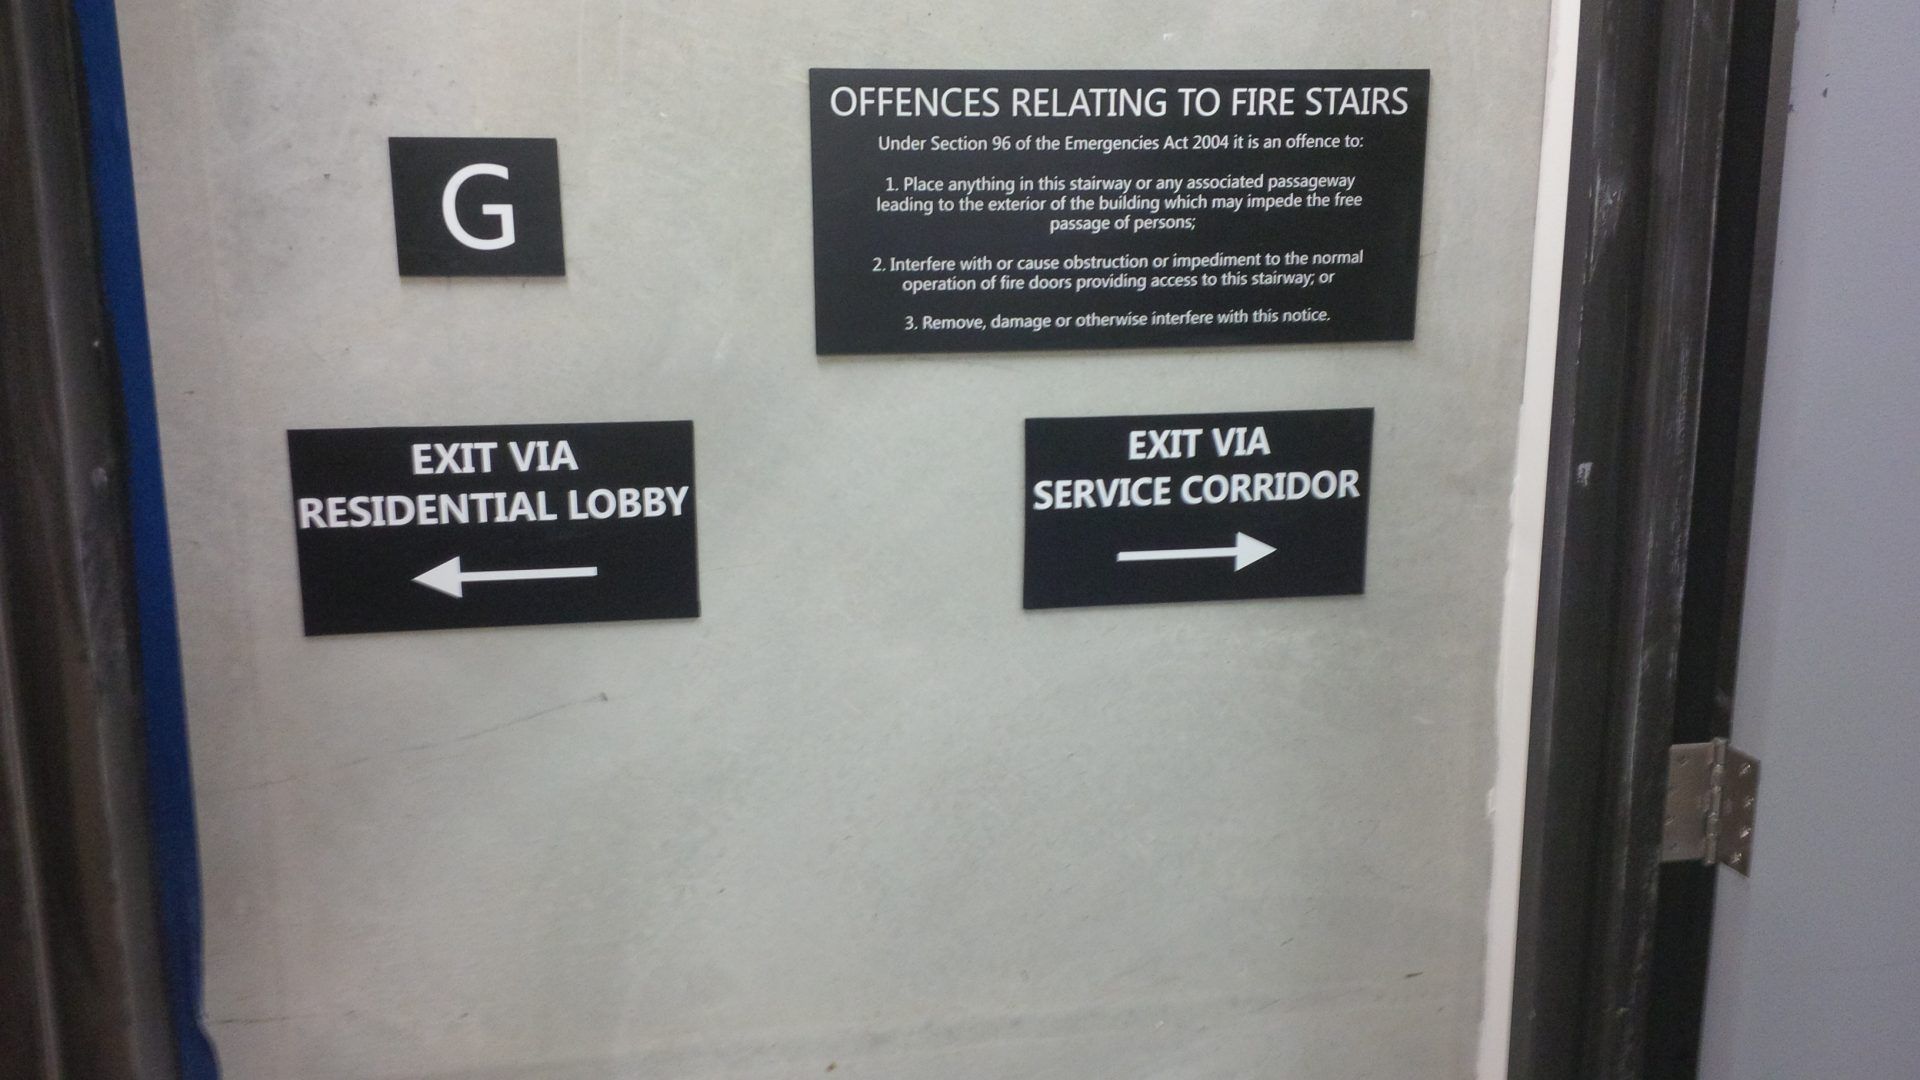 G
OFFENCES RELATING TO FIRE STAIRS
Under Section 96 of the Emergencies Act 2004 it is an offence to:
1. Place anything in this stairway or any associated passageway
leading to the exterior of the building which may impede the free
passage of persons;
2. Interfere with or cause obstruction or impediment to the normal
operation of fire doors providing access to this stairway; or
3. Remove, damage or otherwise interfere with this notice.
EXIT VIA
RESIDENTIAL LOBBY
EXIT VIA
SERVICE CORRIDOR